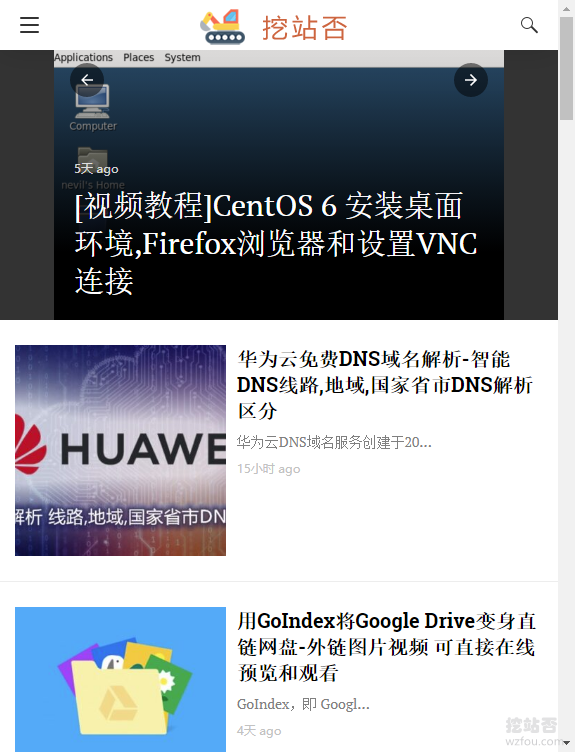 挖站否
Applications Places System
Computer
5天 ago
nevil's Home
[视频教程]CentOS 6 安装桌面
环境,Firefox浏览器和设置VNC
连接
华为云免费DNS域名解析-智能
DNS线路,地域,国家省市DNS解析
区分
华为云DNS域名服务创建于20...
15小时 ago
HUAWE
解析 线路,地域,国家省市DN
用GoIndex将Google Drive变身直
链网盘-外链图片视频 可直接在线
预览和观看
GoIndex，即 Googl...
4天 ago
挖站否
wzfou.com